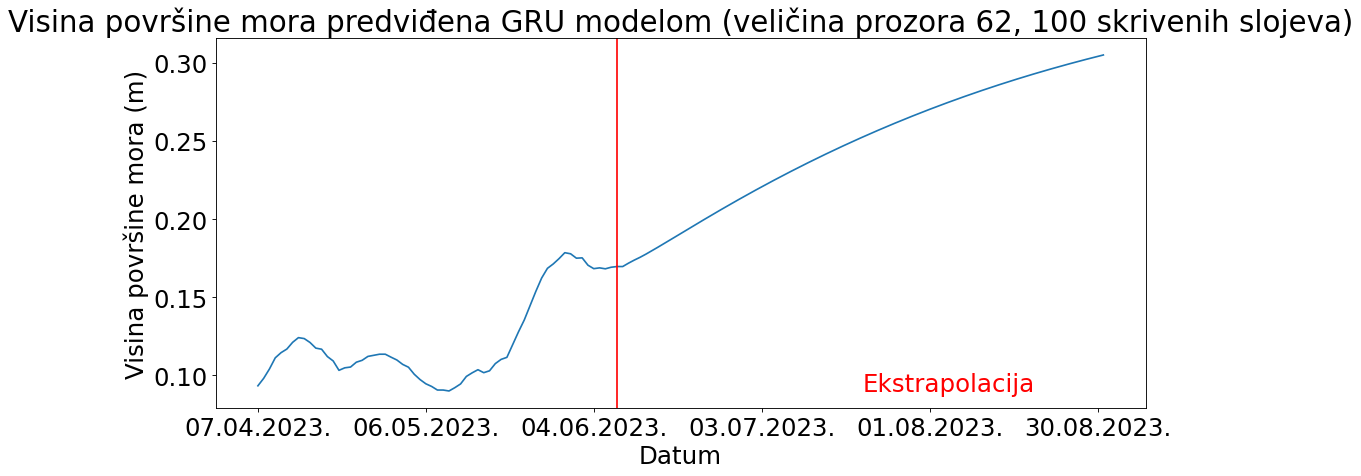 Visina površine mora predviđena GRU modelom (veličina prozora 62, 100 skrivenih slojeva)
Visina površine mora (m)
0.30
0.25
0.20
0.15
0.10
Ekstrapolacija
07.04.2023. 06.05.2023. 04.06.2023. 03.07.2023. 01.08.2023. 30.08.2023.
Datum